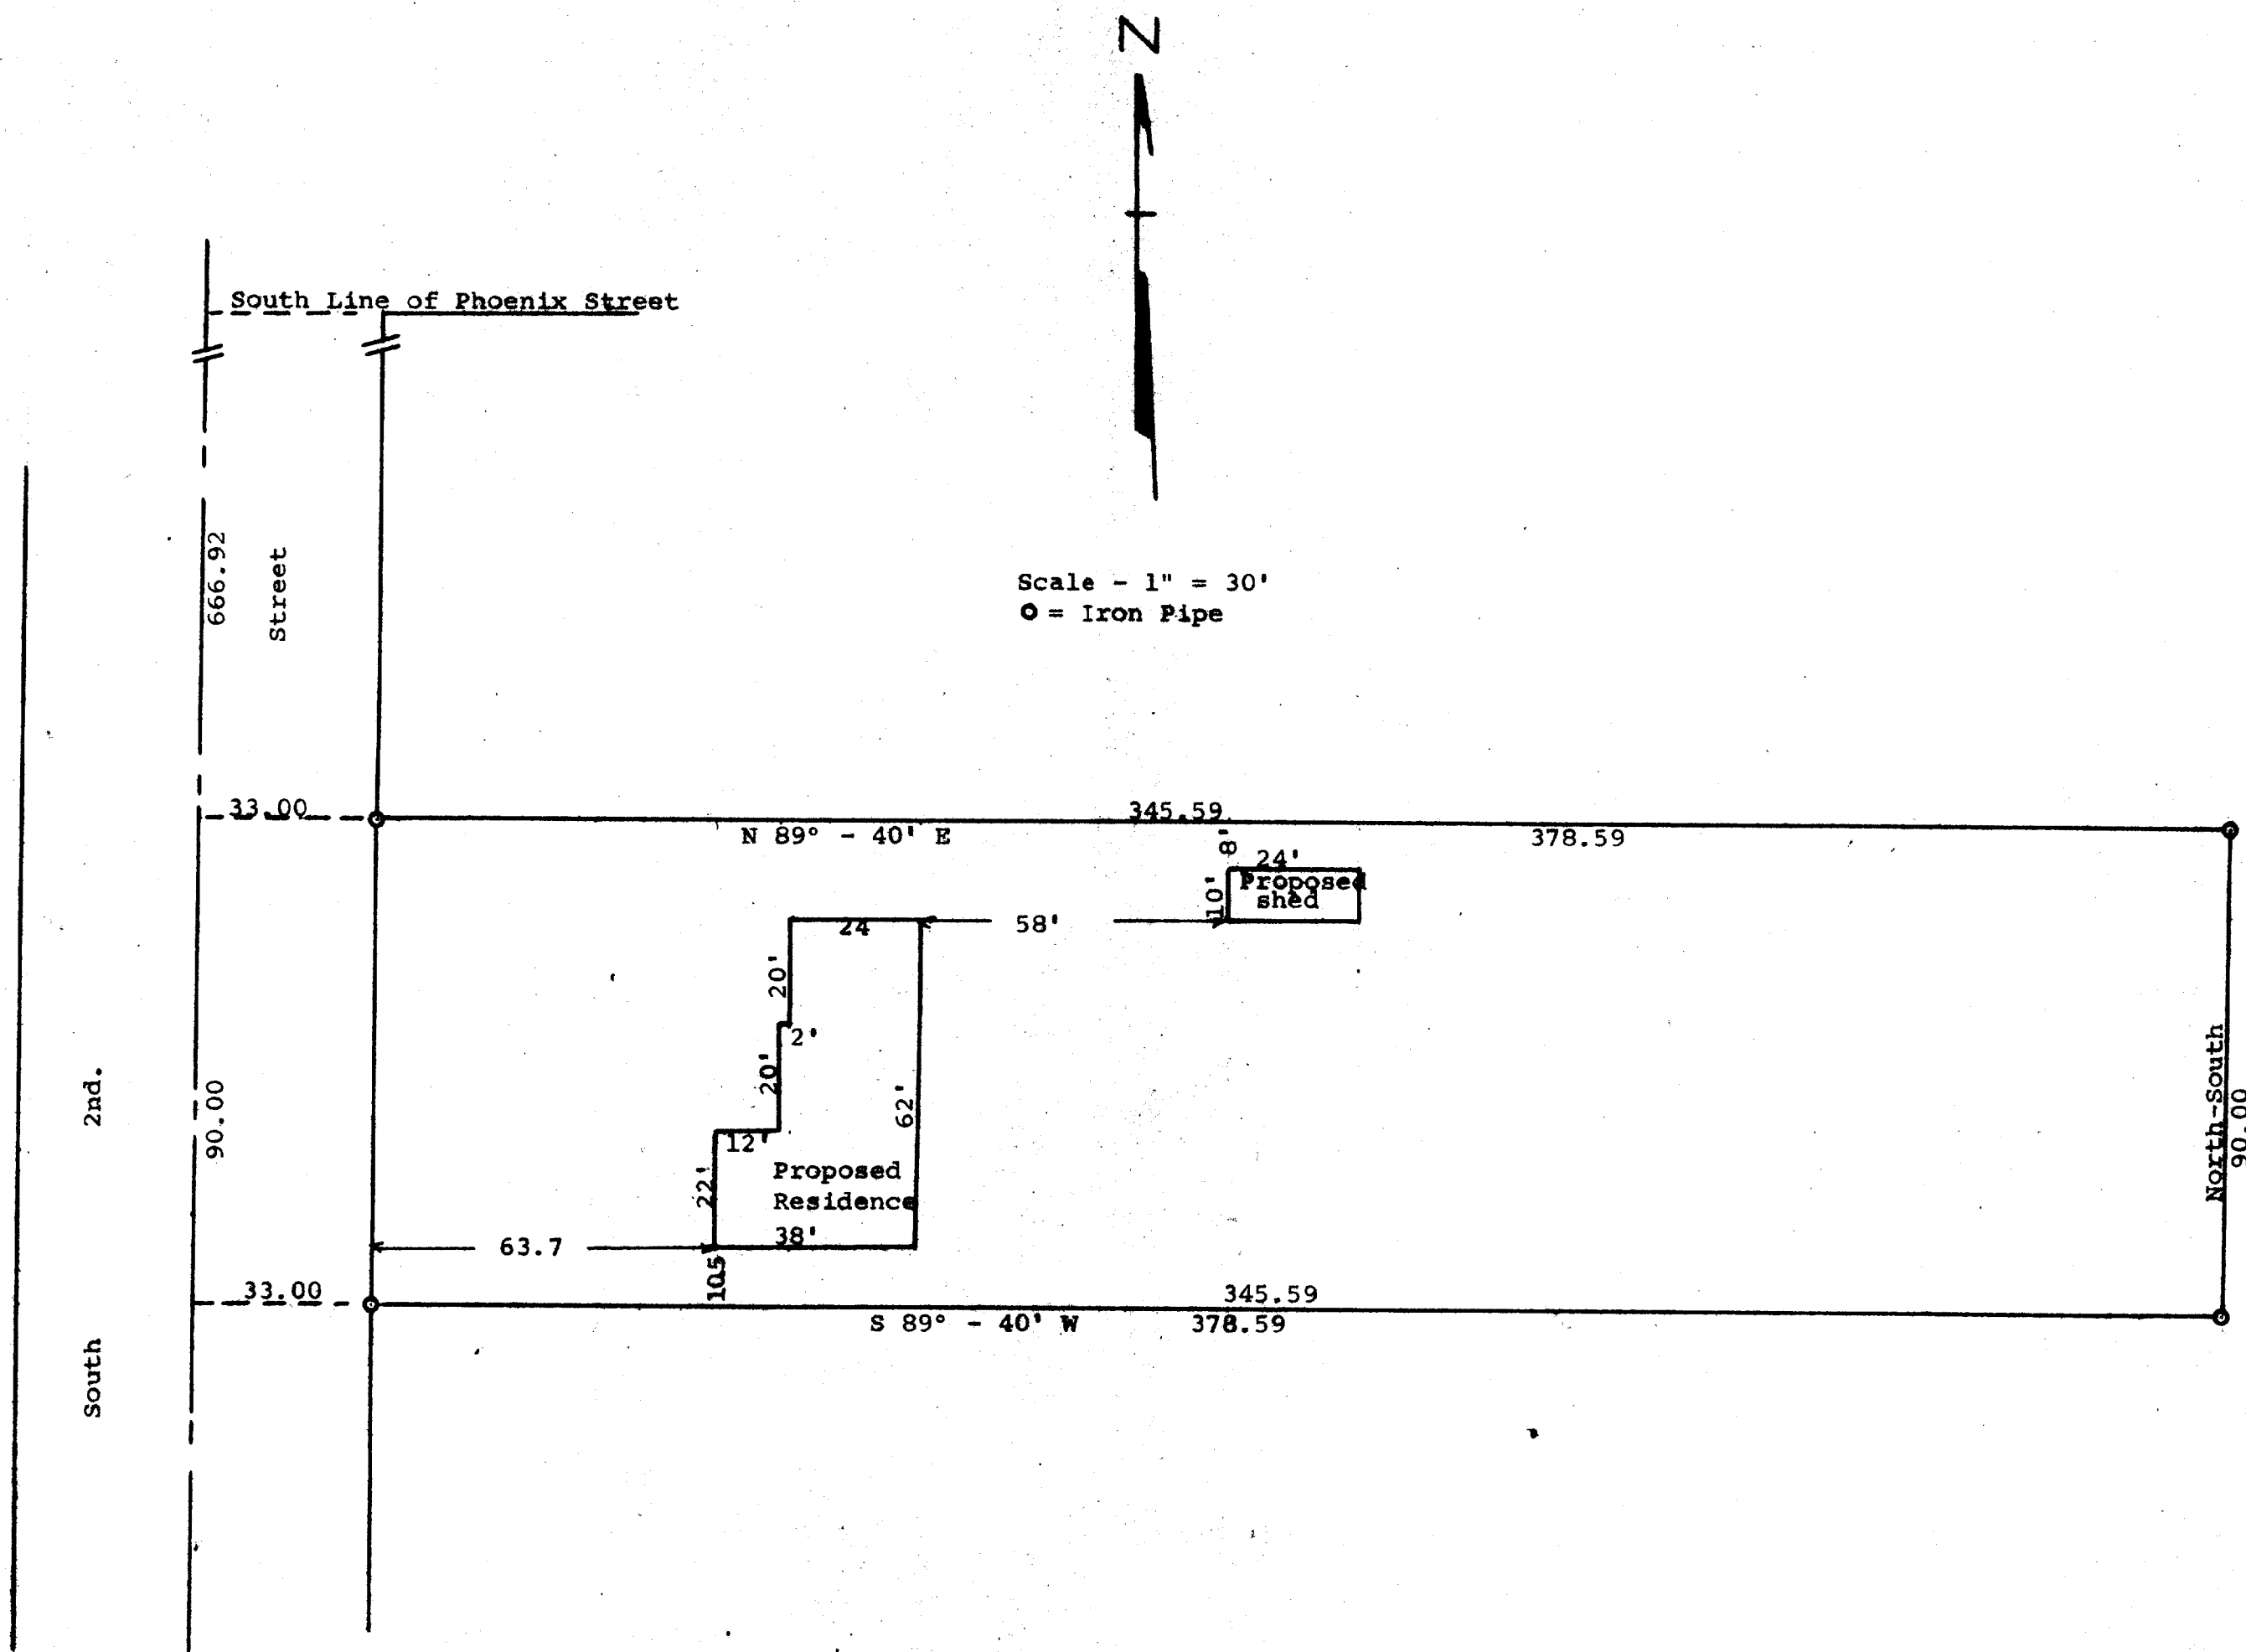 N
South Line of Phoenix Street
666.92
Street
Scale - 1" = 30'
= Iron Pipe
33.00
345.59
N 89° - 40' E
378.59
8'
24'
10'
Proposed
shed
24
58'
20'
2'
20'
62'
12'
22'
Proposed
Residence
38'
63.7
105
2nd.
90.00
North-South
90.00
33.00
345.59
S 89° - 40' W
378.59
South